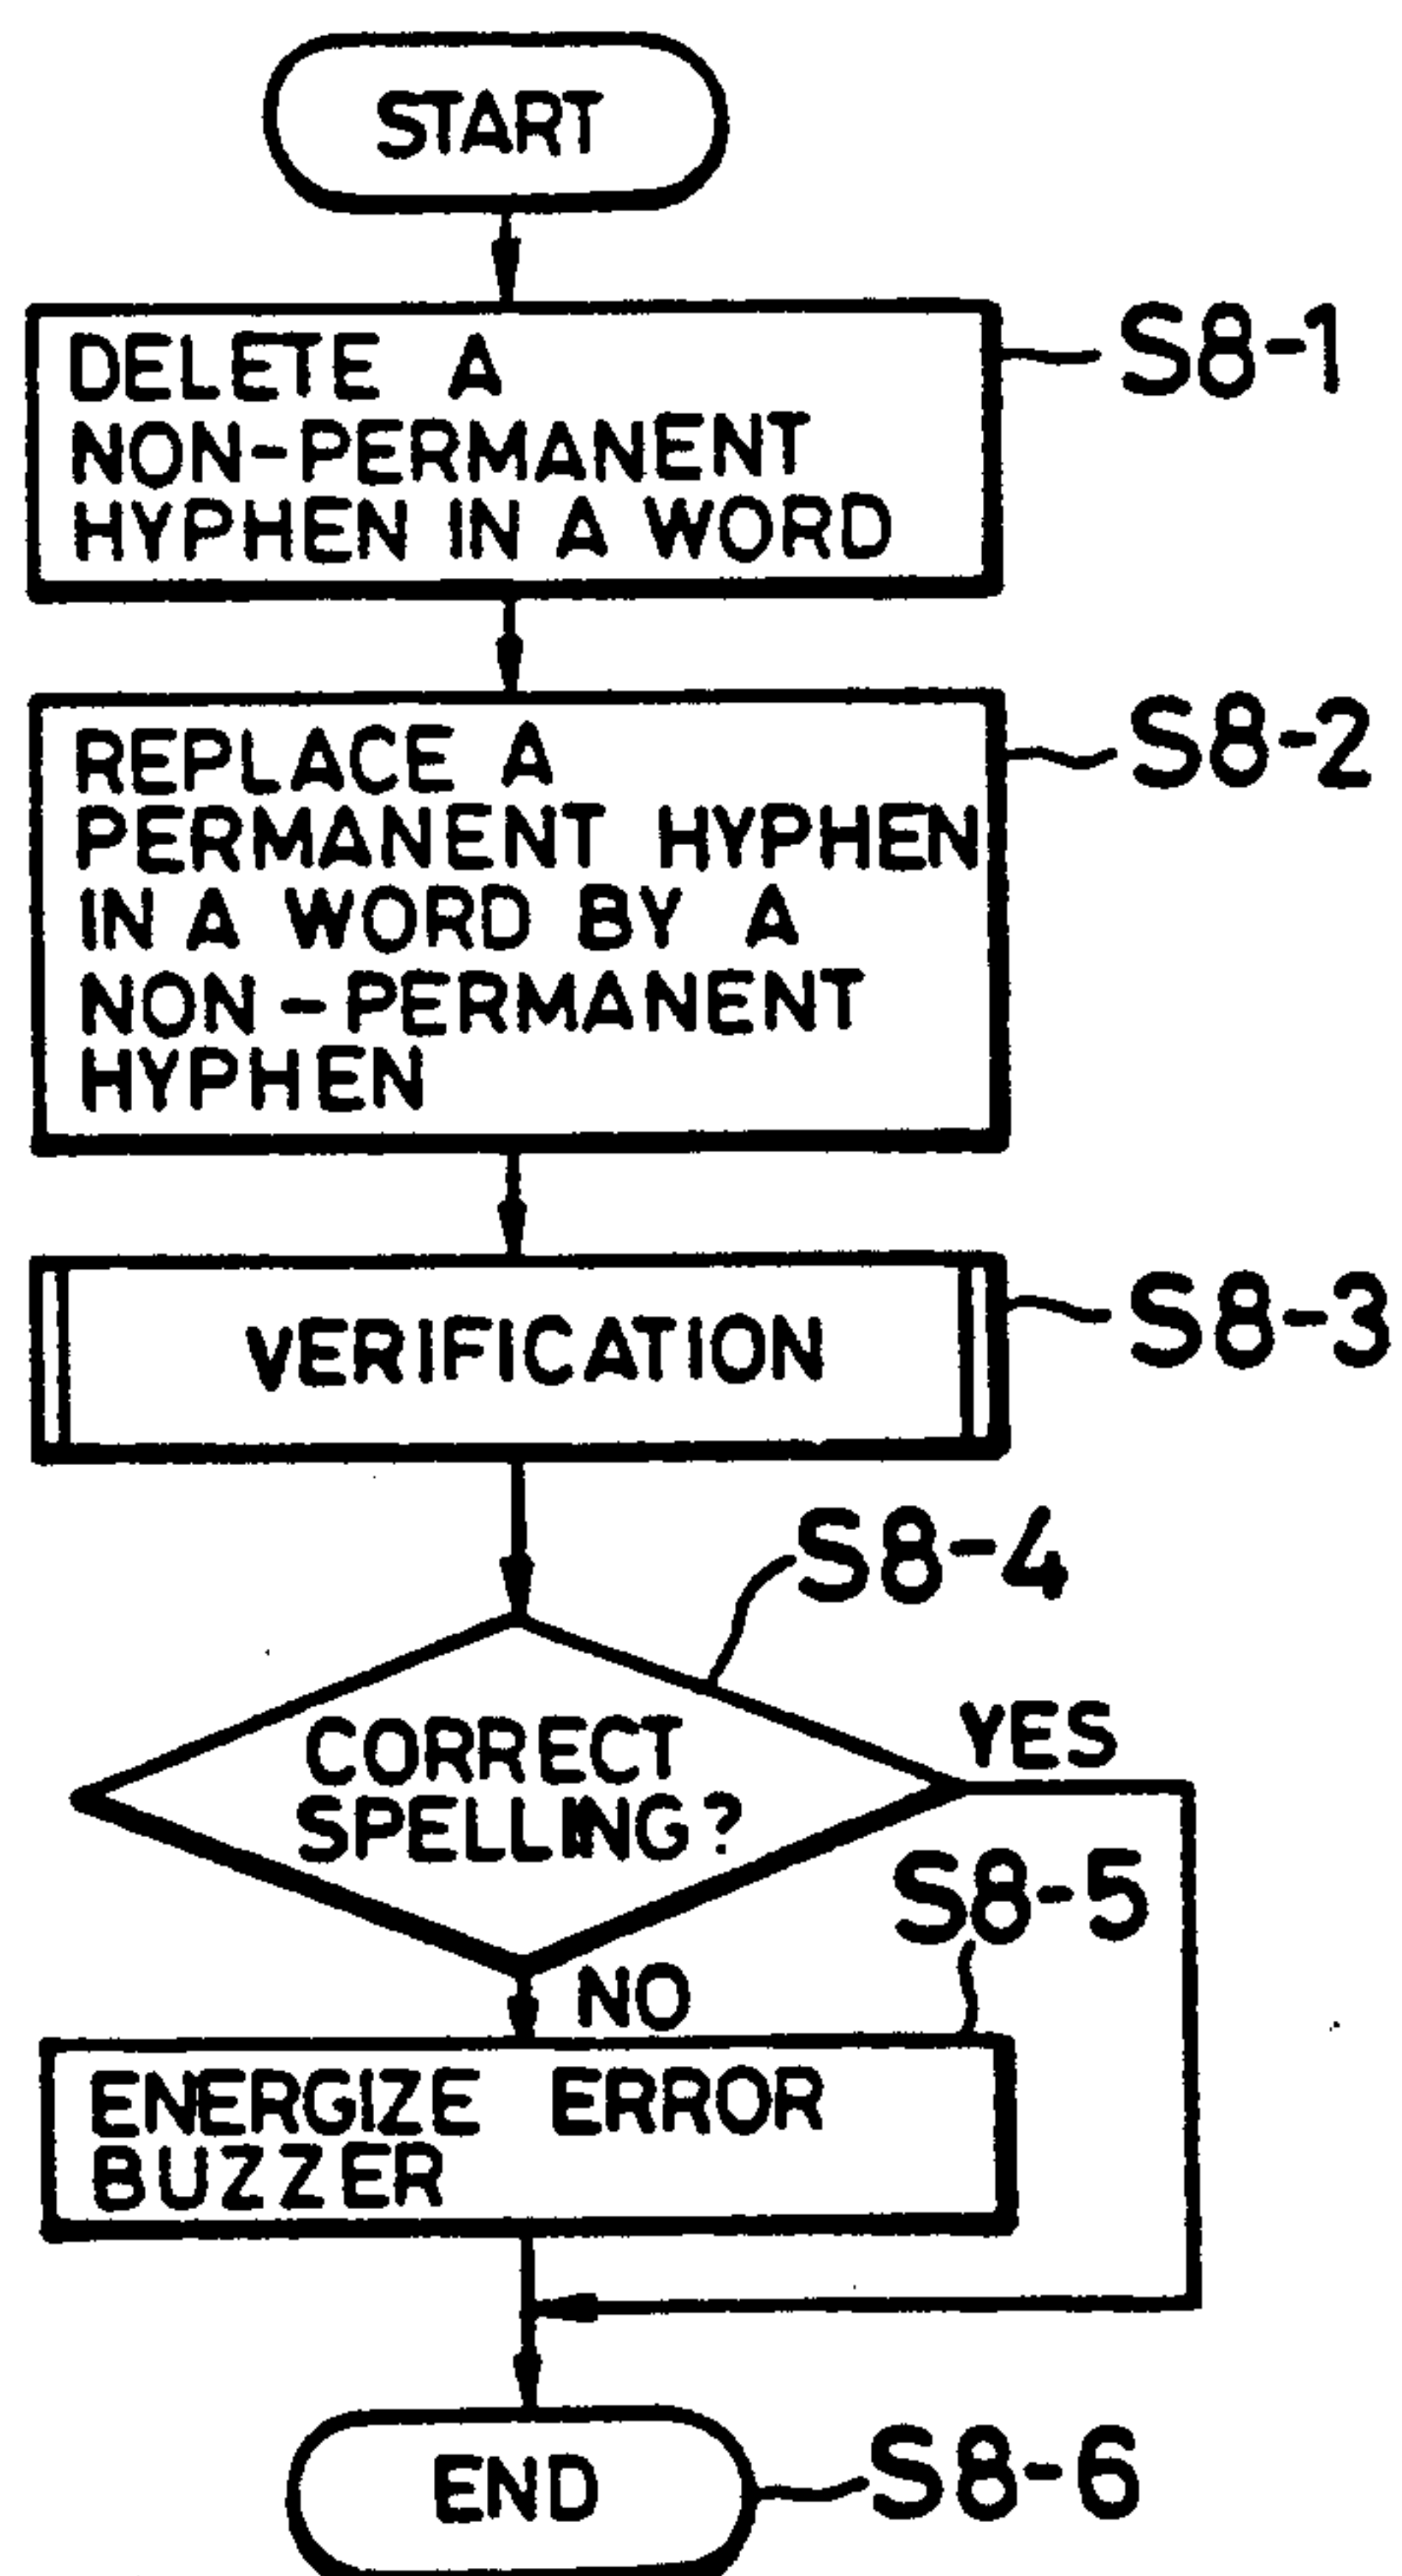 START
DELETE A
NON-PERMANENT
HYPHEN IN A WORD
S8-1
REPLACE A
PERMANENT HYPHEN
IN A WORD BY A
NON-PERMANENT
HYPHEN
S8-2
VERIFICATION
S8-3
S8-4
CORRECT
SPELLING?
YES
S8-5
NO
ENERGIZE ERROR
BUZZER
END
S8-6